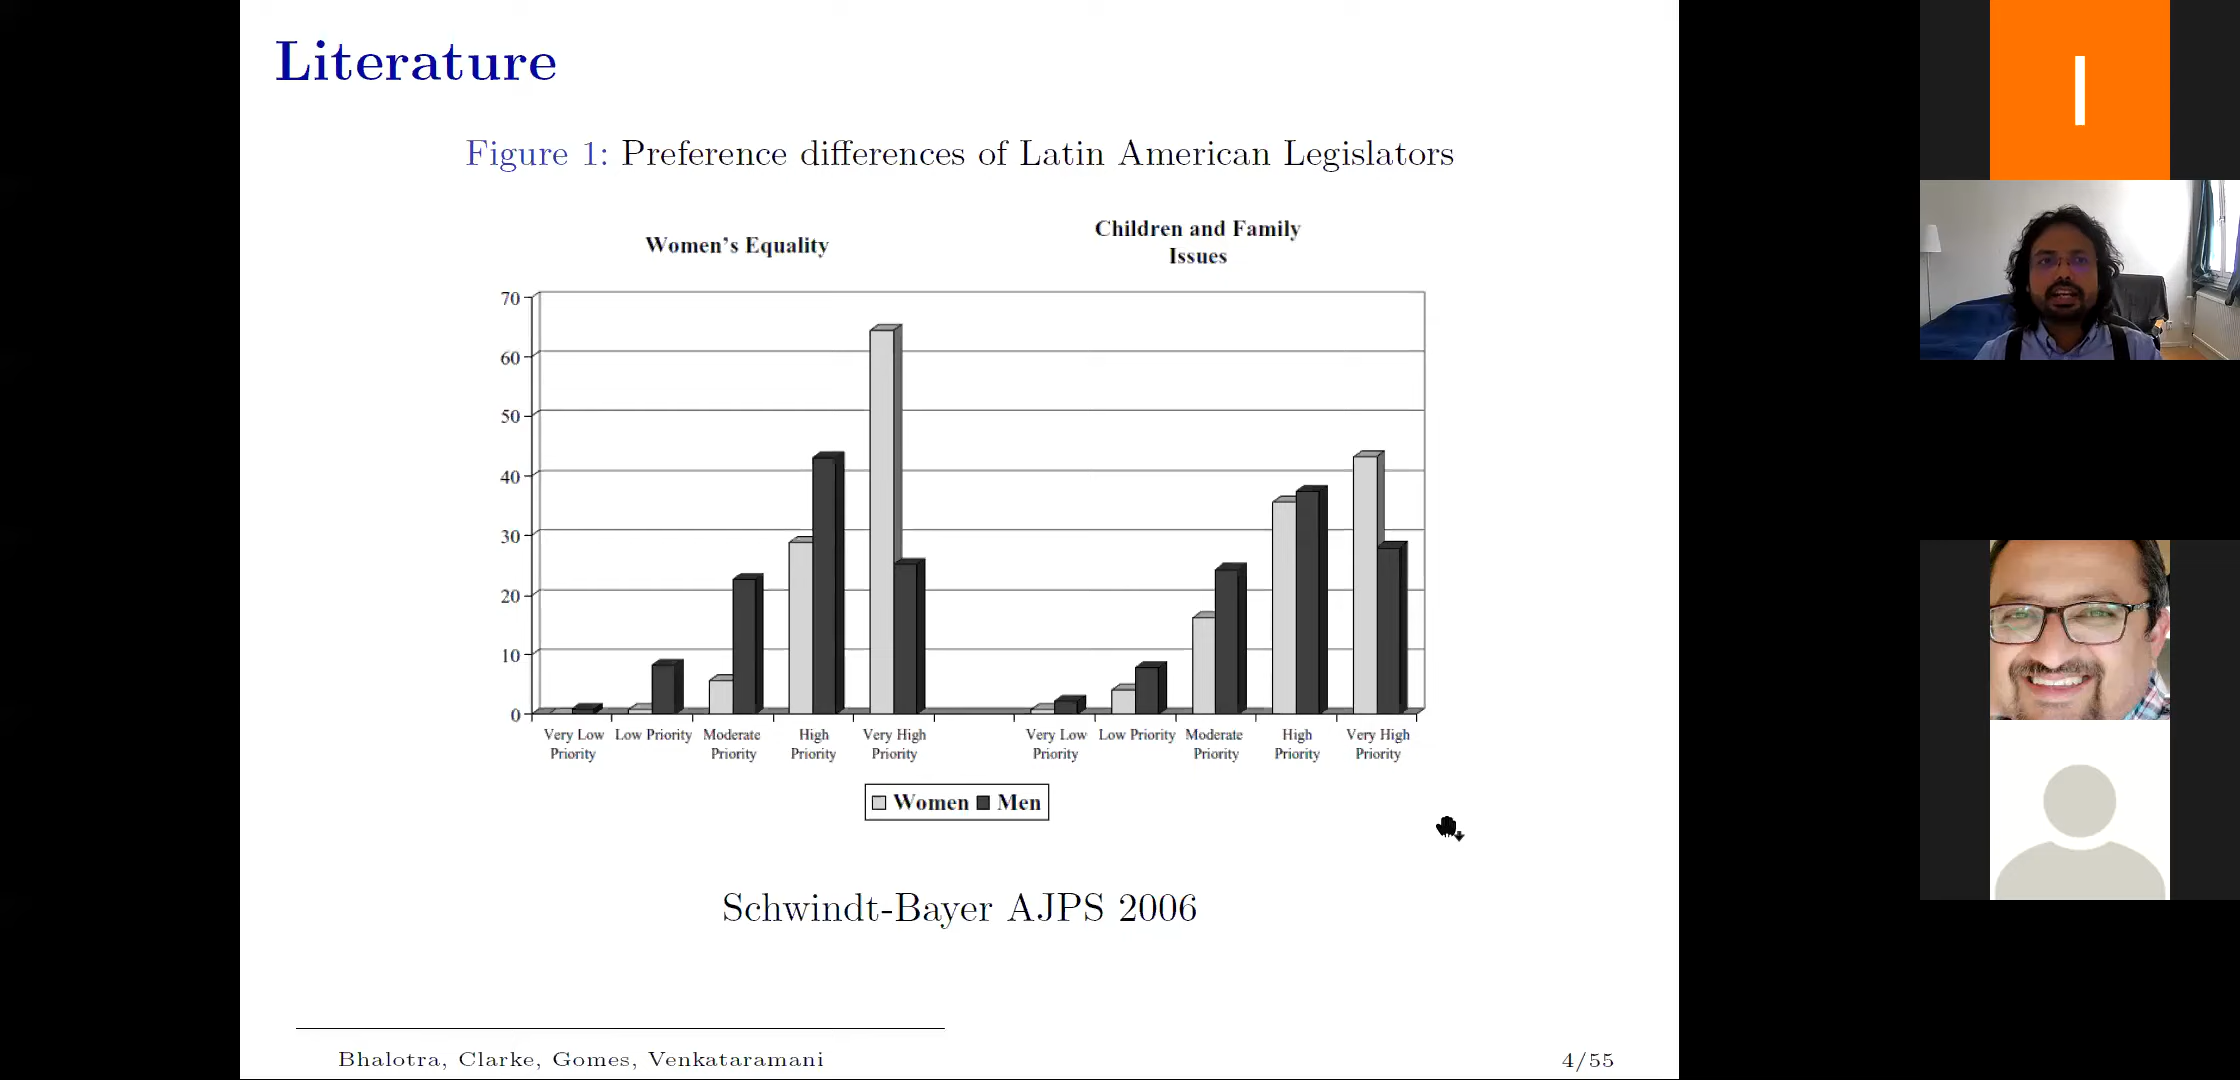 Literature
Figure 1: Preference differences of Latin American Legislators
Women's Equality
Children and Family
Issues
70
60
50
40
30
20
10
0
Very Low
Priority
Low Priority
Moderate
Priority
High
Priority
Very High
Priority
Very Low
Priority
Low Priority
Moderate
Priority
High
Priority
Very High
Priority
Women Men
Schwindt-Bayer AJPS 2006
Bhalotra, Clarke, Gomes, Venkataramani
4/55
I